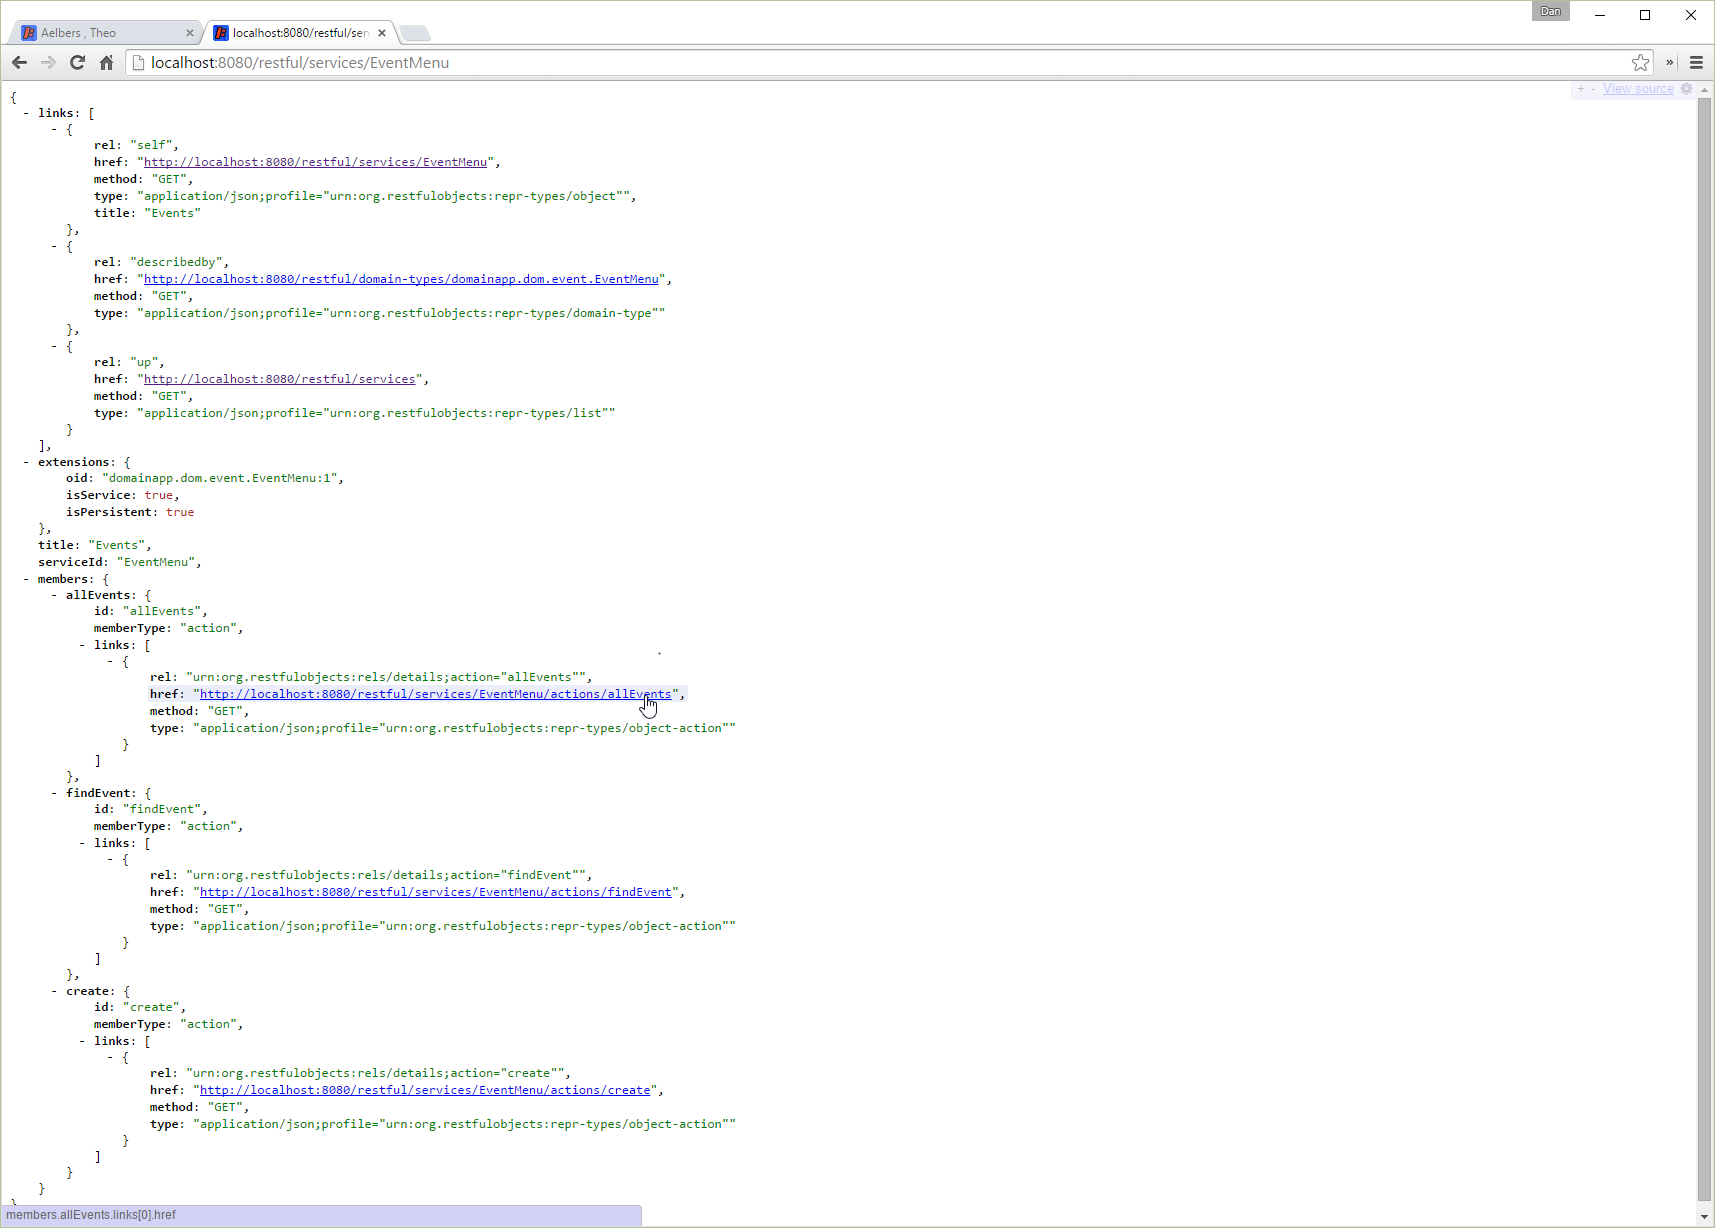 Dan
Aelbers , Theo
localhost:8080/restful/ser
localhost:8080/restful/services/EventMenu
+ - View source
{
- links: [
- {
rel: "self",
href: "http://localhost:8080/restful/services/EventMenu",
method: "GET",
type: "application/json;profile="urn:org.restfulobjects:repr-types/object"",
title: "Events"
},
- {
rel: "describedby",
href: "http://localhost:8080/restful/domain-types/domainapp.dom.event.EventMenu",
method: "GET",
type: "application/json;profile="urn:org.restfulobjects:repr-types/domain-type""
},
- {
rel: "up",
href: "http://localhost:8080/restful/services",
method: "GET",
type: "application/json;profile="urn:org.restfulobjects:repr-types/list""
}
],
- extensions: {
oid: "domainapp.dom.event.EventMenu:1",
isService: true,
isPersistent: true
},
title: "Events",
serviceId: "EventMenu",
- members: {
- allEvents: {
id: "allEvents",
memberType: "action",
- links: [
- {
rel: "urn:org.restfulobjects:rels/details;action="allEvents"",
href: "http://localhost:8080/restful/services/EventMenu/actions/allEvents",
method: "GET",
type: "application/json;profile="urn:org.restfulobjects:repr-types/object-action""
}
]
},
- findEvent: {
id: "findEvent",
memberType: "action",
- links: [
- {
rel: "urn:org.restfulobjects:rels/details;action="findEvent"",
href: "http://localhost:8080/restful/services/EventMenu/actions/findEvent",
method: "GET",
type: "application/json;profile="urn:org.restfulobjects:repr-types/object-action""
}
]
},
- create: {
id: "create",
memberType: "action",
- links: [
- {
rel: "urn:org.restfulobjects:rels/details;action="create"",
href: "http://localhost:8080/restful/services/EventMenu/actions/create",
method: "GET",
type: "application/json;profile="urn:org.restfulobjects:repr-types/object-action""
}
]
}
}
}
members.allEvents.links[0].href